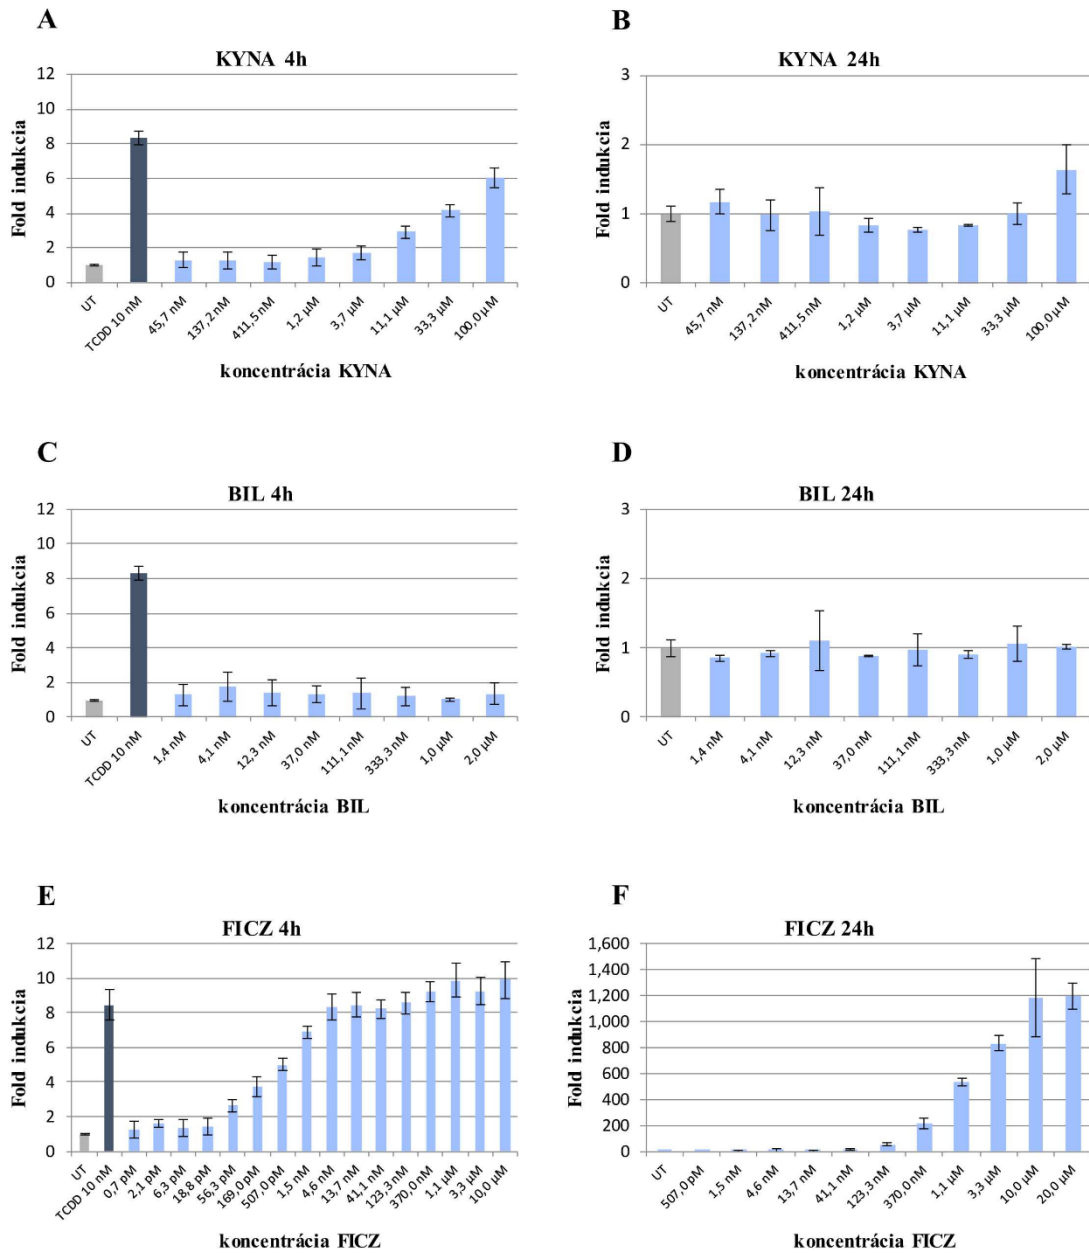 A
KYNA 4h
Fold indukcia
12
10
8
6
4
2
0
UT
TCDD 10 nM
45,7 nM
137,2 nM
411,5 nM
1,2 µM
3,7 µM
11,1 µM
33,3 µM
100,0 µM
koncentrácia KYNA
B
KYNA 24h
Fold indukcia
3
2
1
0
UT
45,7 nM
137,2 nM
411,5 nM
1,2 µM
3,7 µM
11,1 µM
33,3 µM
100,0 µM
koncentrácia KYNA
C
BIL 4h
Fold indukcia
12
10
8
6
4
2
0
UT
TCDD 10 nM
1,4 nM
4,1 nM
12,3 nM
37,0 nM
111,1 nM
333,3 nM
1,0 µM
2,0 µM
koncentrácia BIL
D
BIL 24h
Fold indukcia
3
2
1
0
UT
1,4 nM
4,1 nM
12,3 nM
37,0 nM
111,1 nM
333,3 nM
1,0 µM
2,0 µM
koncentrácia BIL
E
FICZ 4h
Fold indukcia
12
10
8
6
4
2
0
UT
TCDD 10 nM
0,7 pM
2,1 pM
6,3 pM
18,8 pM
56,3 pM
169,0 pM
507,0 pM
1,5 nM
4,6 nM
13,7 nM
41,1 nM
123,3 nM
370,0 nM
1,1 µM
3,3 µM
10,0 µM
koncentrácia FICZ
F
FICZ 24h
Fold indukcia
1,600
1,400
1,200
1,000
800
600
400
200
0
UT
507,0 pM
1,5 nM
4,6 nM
13,7 nM
41,1 nM
123,3 nM
370,0 nM
1,1 µM
3,3 µM
10,0 µM
20,0 µM
koncentrácia FICZ